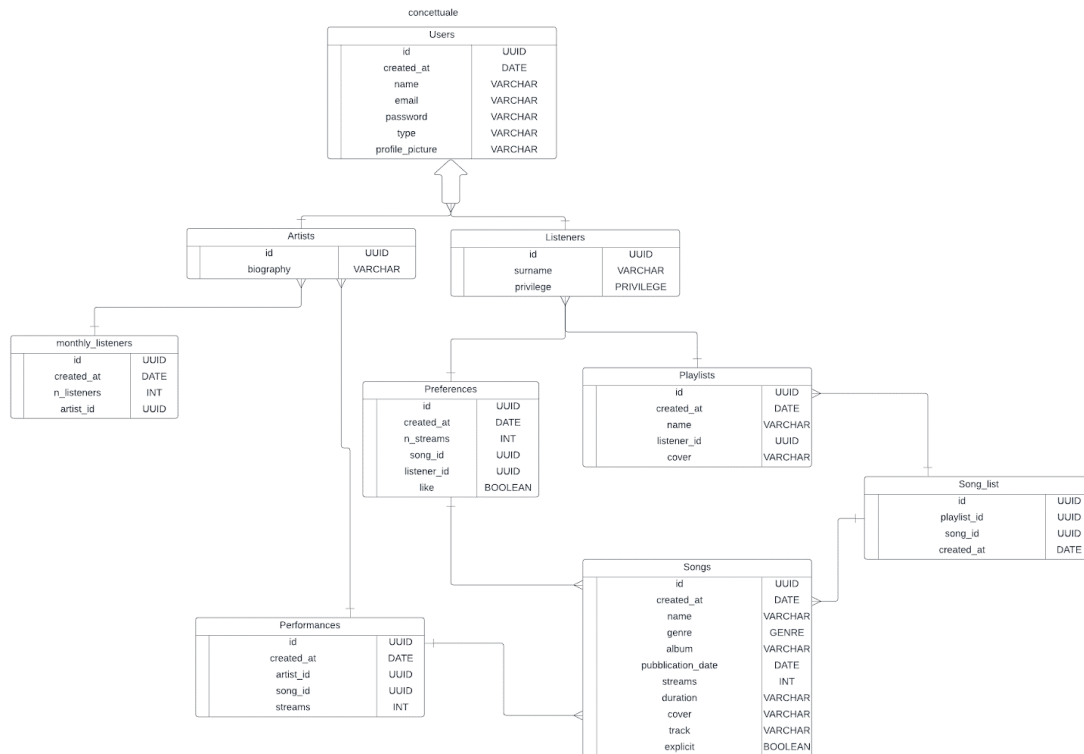 concettuale
Users
id UUID
created_at DATE
name VARCHAR
email VARCHAR
password VARCHAR
type VARCHAR
profile_picture VARCHAR
Artists
id UUID
biography VARCHAR
Listeners
id UUID
surname VARCHAR
privilege PRIVILEGE
monthly_listeners
id UUID
created_at DATE
n_listeners INT
artist_id UUID
Preferences
id UUID
created_at DATE
n_streams INT
song_id UUID
listener_id UUID
like BOOLEAN
Playlists
id UUID
created_at DATE
name VARCHAR
listener_id UUID
cover VARCHAR
Song_list
id UUID
playlist_id UUID
song_id UUID
created_at DATE
Songs
id UUID
created_at DATE
name VARCHAR
genre GENRE
album VARCHAR
pubblication_date DATE
streams INT
duration VARCHAR
cover VARCHAR
track VARCHAR
explicit BOOLEAN
Performances
id UUID
created_at DATE
artist_id UUID
song_id UUID
streams INT